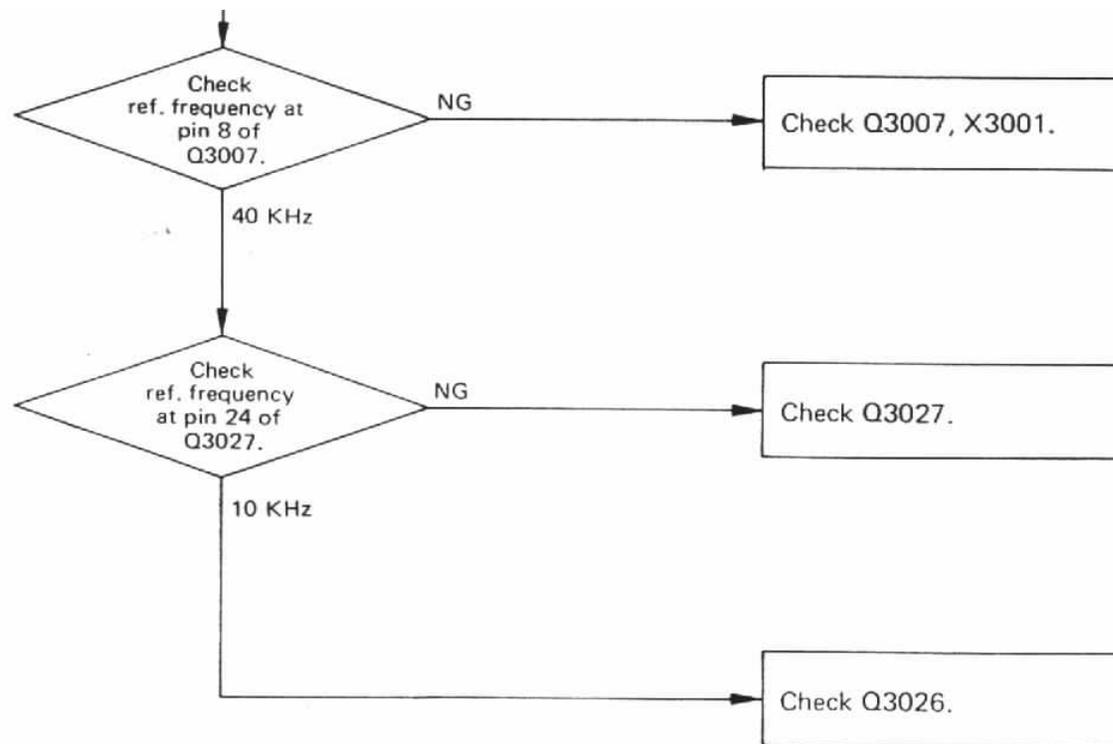 Check
ref. frequency at
pin 8 of
Q3007.
NG
Check Q3007, X3001.
40 KHz
Check
ref. frequency
at pin 24 of
Q3027.
NG
Check Q3027.
10 KHz
Check Q3026.